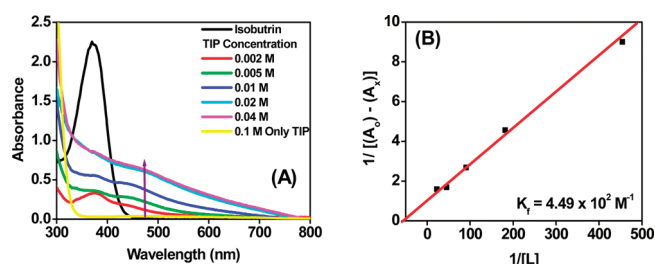 Isobutrin
TIP Concentration
0.002 M
0.005 M
0.01 M
0.02 M
0.04 M
0.1 M Only TIP
(A)
Absorbance
2.5
2.0
1.5
1.0
0.5
0.0
300 400 500 600 700 800
Wavelength (nm)
(B)
1/ [(A₀) - (Aₓ)]
10
8
6
4
2
0
0 100 200 300 400 500
1/[L]
K_f = 4.49 x 10² M⁻¹